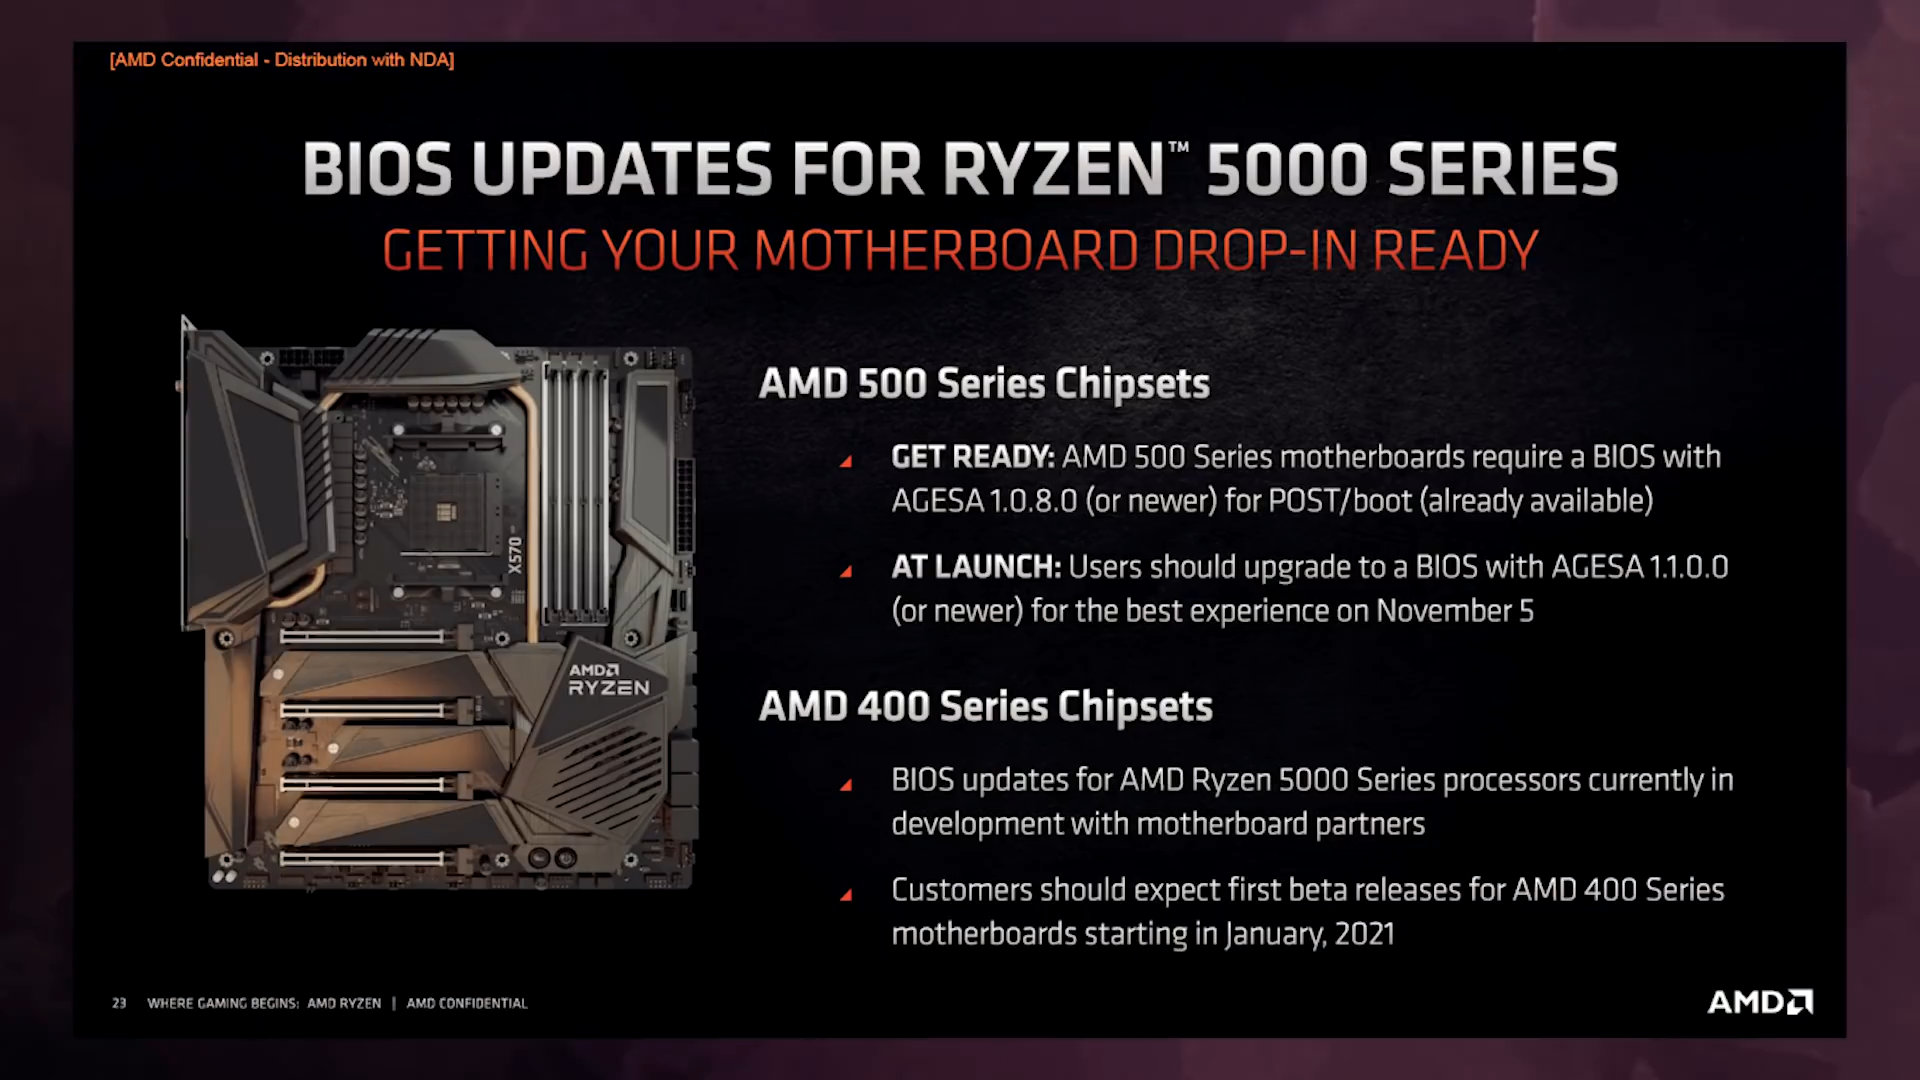 [AMD Confidential - Distribution with NDA]
BIOS UPDATES FOR RYZEN™ 5000 SERIES
GETTING YOUR MOTHERBOARD DROP-IN READY
AMD 500 Series Chipsets
GET READY: AMD 500 Series motherboards require a BIOS with
AGESA 1.0.8.0 (or newer) for POST/boot (already available)
AT LAUNCH: Users should upgrade to a BIOS with AGESA 1.1.0.0
(or newer) for the best experience on November 5
X570
AMD
RYZEN
AMD 400 Series Chipsets
BIOS updates for AMD Ryzen 5000 Series processors currently in
development with motherboard partners
Customers should expect first beta releases for AMD 400 Series
motherboards starting in January, 2021
23 WHERE GAMING BEGINS: AMD RYZEN | AMD CONFIDENTIAL
AMD